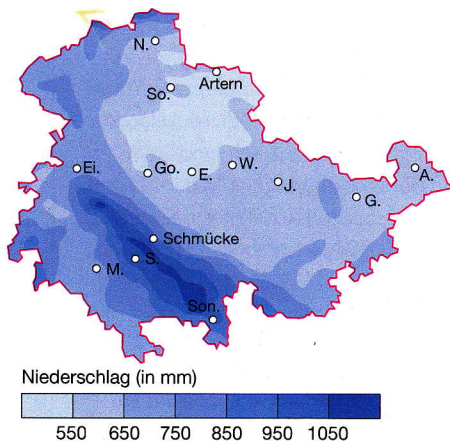 N.
Artern
So.
Ei.
Go.
E.
W.
J.
A.
G.
Schmücke
S.
M.
Son.
Niederschlag (in mm)
550 650 750 850 950 1050